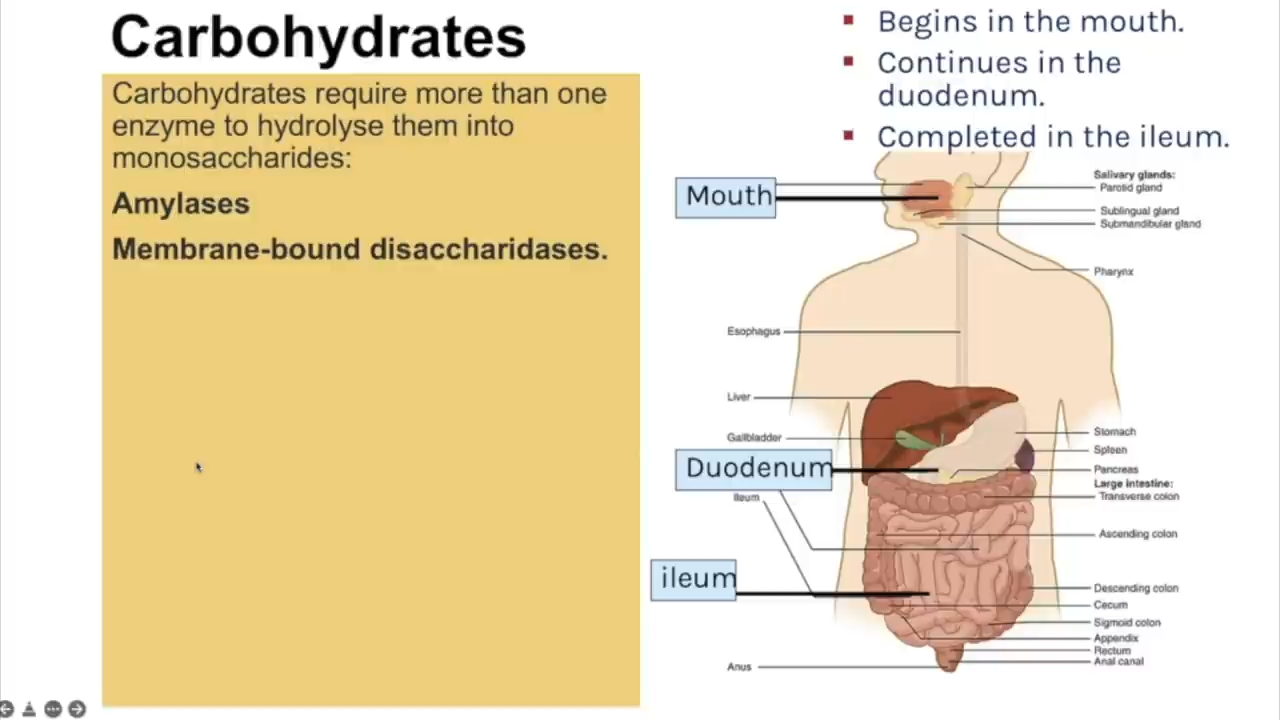 Carbohydrates
Carbohydrates require more than one
enzyme to hydrolyse them into
monosaccharides:
Amylases
Membrane-bound disaccharidases.
Begins in the mouth.
Continues in the
duodenum.
Completed in the ileum.
Mouth
Salivary glands:
Parotid gland
Sublingual gland
Submandibular gland
Pharynx
Esophagus
Liver
Gallbladder
Duodenum
Ileum
ileum
Anus
Stomach
Spleen
Pancreas
Large intestine:
Transverse colon
Ascending colon
Descending colon
Cecum
Sigmoid colon
Appendix
Rectum
Anal canal